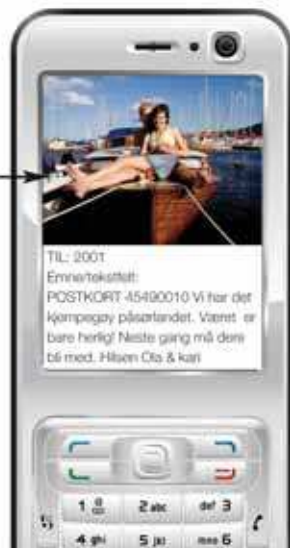 TIL: 2001
Emne/tekstfelt:
POSTKORT 45490010 Vi har det
kjempegøy påsørlandet. Været er
bare herlig! Neste gang må dere
bli med. Hilsen Ola & kari
1
2 abc
def 3
4 ghi
5 jkl
mno 6